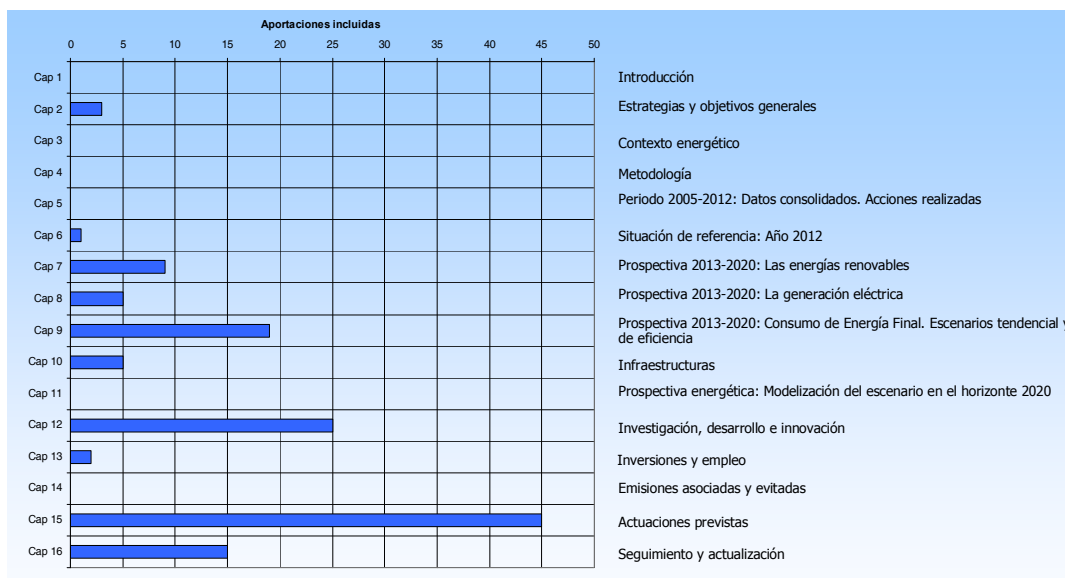 Aportaciones incluidas
0 5 10 15 20 25 30 35 40 45 50
Cap 1 Introducción
Cap 2 Estrategias y objetivos generales
Cap 3 Contexto energético
Cap 4 Metodología
Cap 5 Periodo 2005-2012: Datos consolidados. Acciones realizadas
Cap 6 Situación de referencia: Año 2012
Cap 7 Prospectiva 2013-2020: Las energías renovables
Cap 8 Prospectiva 2013-2020: La generación eléctrica
Cap 9 Prospectiva 2013-2020: Consumo de Energía Final. Escenarios tendencial y
de eficiencia
Cap 10 Infraestructuras
Cap 11 Prospectiva energética: Modelización del escenario en el horizonte 2020
Cap 12 Investigación, desarrollo e innovación
Cap 13 Inversiones y empleo
Cap 14 Emisiones asociadas y evitadas
Cap 15 Actuaciones previstas
Cap 16 Seguimiento y actualización